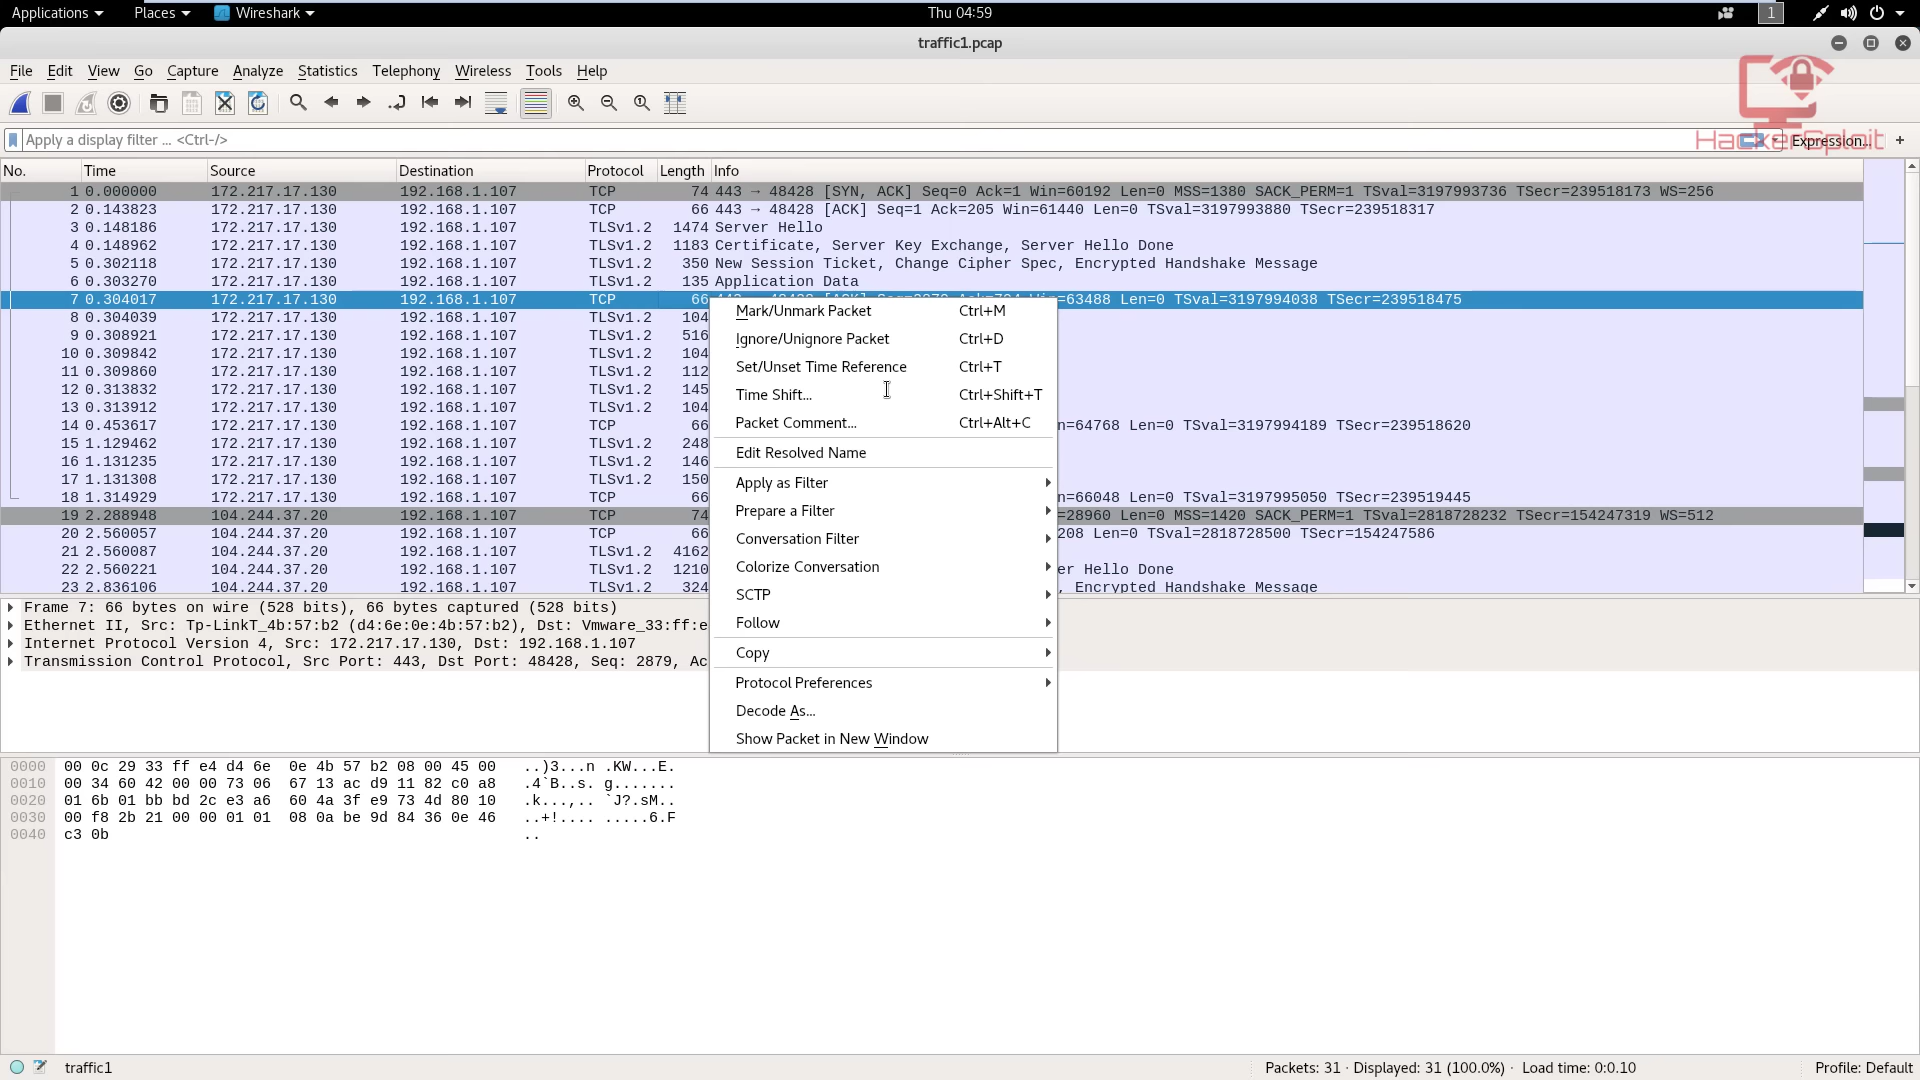 Applications Places Wireshark Thu 04:59 1
traffic1.pcap
File Edit View Go Capture Analyze Statistics Telephony Wireless Tools Help
HackerSploit
Apply a display filter ... <Ctrl-/> Expression... +
No. Time Source Destination Protocol Length Info
1 0.000000 172.217.17.130 192.168.1.107 TCP 74 443 → 48428 [SYN, ACK] Seq=0 Ack=1 Win=60192 Len=0 MSS=1380 SACK_PERM=1 TSval=3197993736 TSecr=239518173 WS=256
2 0.143823 172.217.17.130 192.168.1.107 TCP 66 443 → 48428 [ACK] Seq=1 Ack=205 Win=61440 Len=0 TSval=3197993880 TSecr=239518317
3 0.148186 172.217.17.130 192.168.1.107 TLSv1.2 1474 Server Hello
4 0.148962 172.217.17.130 192.168.1.107 TLSv1.2 1183 Certificate, Server Key Exchange, Server Hello Done
5 0.302118 172.217.17.130 192.168.1.107 TLSv1.2 350 New Session Ticket, Change Cipher Spec, Encrypted Handshake Message
6 0.303270 172.217.17.130 192.168.1.107 TLSv1.2 135 Application Data
7 0.304017 172.217.17.130 192.168.1.107 TCP 66 =63488 Len=0 TSval=3197994038 TSecr=239518475
8 0.304039 172.217.17.130 192.168.1.107 TLSv1.2 104
9 0.308921 172.217.17.130 192.168.1.107 TLSv1.2 516
10 0.309842 172.217.17.130 192.168.1.107 TLSv1.2 104
11 0.309860 172.217.17.130 192.168.1.107 TLSv1.2 112
12 0.313832 172.217.17.130 192.168.1.107 TLSv1.2 145
13 0.313912 172.217.17.130 192.168.1.107 TLSv1.2 104
14 0.453617 172.217.17.130 192.168.1.107 TCP 66 n=64768 Len=0 TSval=3197994189 TSecr=239518620
15 1.129462 172.217.17.130 192.168.1.107 TLSv1.2 248
16 1.131235 172.217.17.130 192.168.1.107 TLSv1.2 146
17 1.131308 172.217.17.130 192.168.1.107 TLSv1.2 150
18 1.314929 172.217.17.130 192.168.1.107 TCP 66 n=66048 Len=0 TSval=3197995050 TSecr=239519445
19 2.288948 104.244.37.20 192.168.1.107 TCP 74 =28960 Len=0 MSS=1420 SACK_PERM=1 TSval=2818728232 TSecr=154247319 WS=512
20 2.560057 104.244.37.20 192.168.1.107 TCP 66 208 Len=0 TSval=2818728500 TSecr=154247586
21 2.560087 104.244.37.20 192.168.1.107 TLSv1.2 4162
22 2.560221 104.244.37.20 192.168.1.107 TLSv1.2 1210 er Hello Done
23 2.836106 104.244.37.20 192.168.1.107 TLSv1.2 324 , Encrypted Handshake Message
Mark/Unmark Packet Ctrl+M
Ignore/Unignore Packet Ctrl+D
Set/Unset Time Reference Ctrl+T
Time Shift... Ctrl+Shift+T
Packet Comment... Ctrl+Alt+C
Edit Resolved Name
Apply as Filter
Prepare a Filter
Conversation Filter
Colorize Conversation
SCTP
Follow
Copy
Protocol Preferences
Decode As...
Show Packet in New Window
Frame 7: 66 bytes on wire (528 bits), 66 bytes captured (528 bits)
Ethernet II, Src: Tp-LinkT_4b:57:b2 (d4:6e:0e:4b:57:b2), Dst: Vmware_33:ff:e
Internet Protocol Version 4, Src: 172.217.17.130, Dst: 192.168.1.107
Transmission Control Protocol, Src Port: 443, Dst Port: 48428, Seq: 2879, Ac
0000 00 0c 29 33 ff e4 d4 6e 0e 4b 57 b2 08 00 45 00 ..)3...n .KW...E.
0010 00 34 60 42 00 00 73 06 67 13 ac d9 11 82 c0 a8 .4`B..s. g.......
0020 01 6b 01 bb bd 2c e3 a6 60 4a 3f e9 73 4d 80 10 .k...,.. `J?.sM..
0030 00 f8 2b 21 00 00 01 01 08 0a be 9d 84 36 0e 46 ..+!.... .....6.F
0040 c3 0b ..
traffic1 Packets: 31 · Displayed: 31 (100.0%) · Load time: 0:0.10 Profile: Default